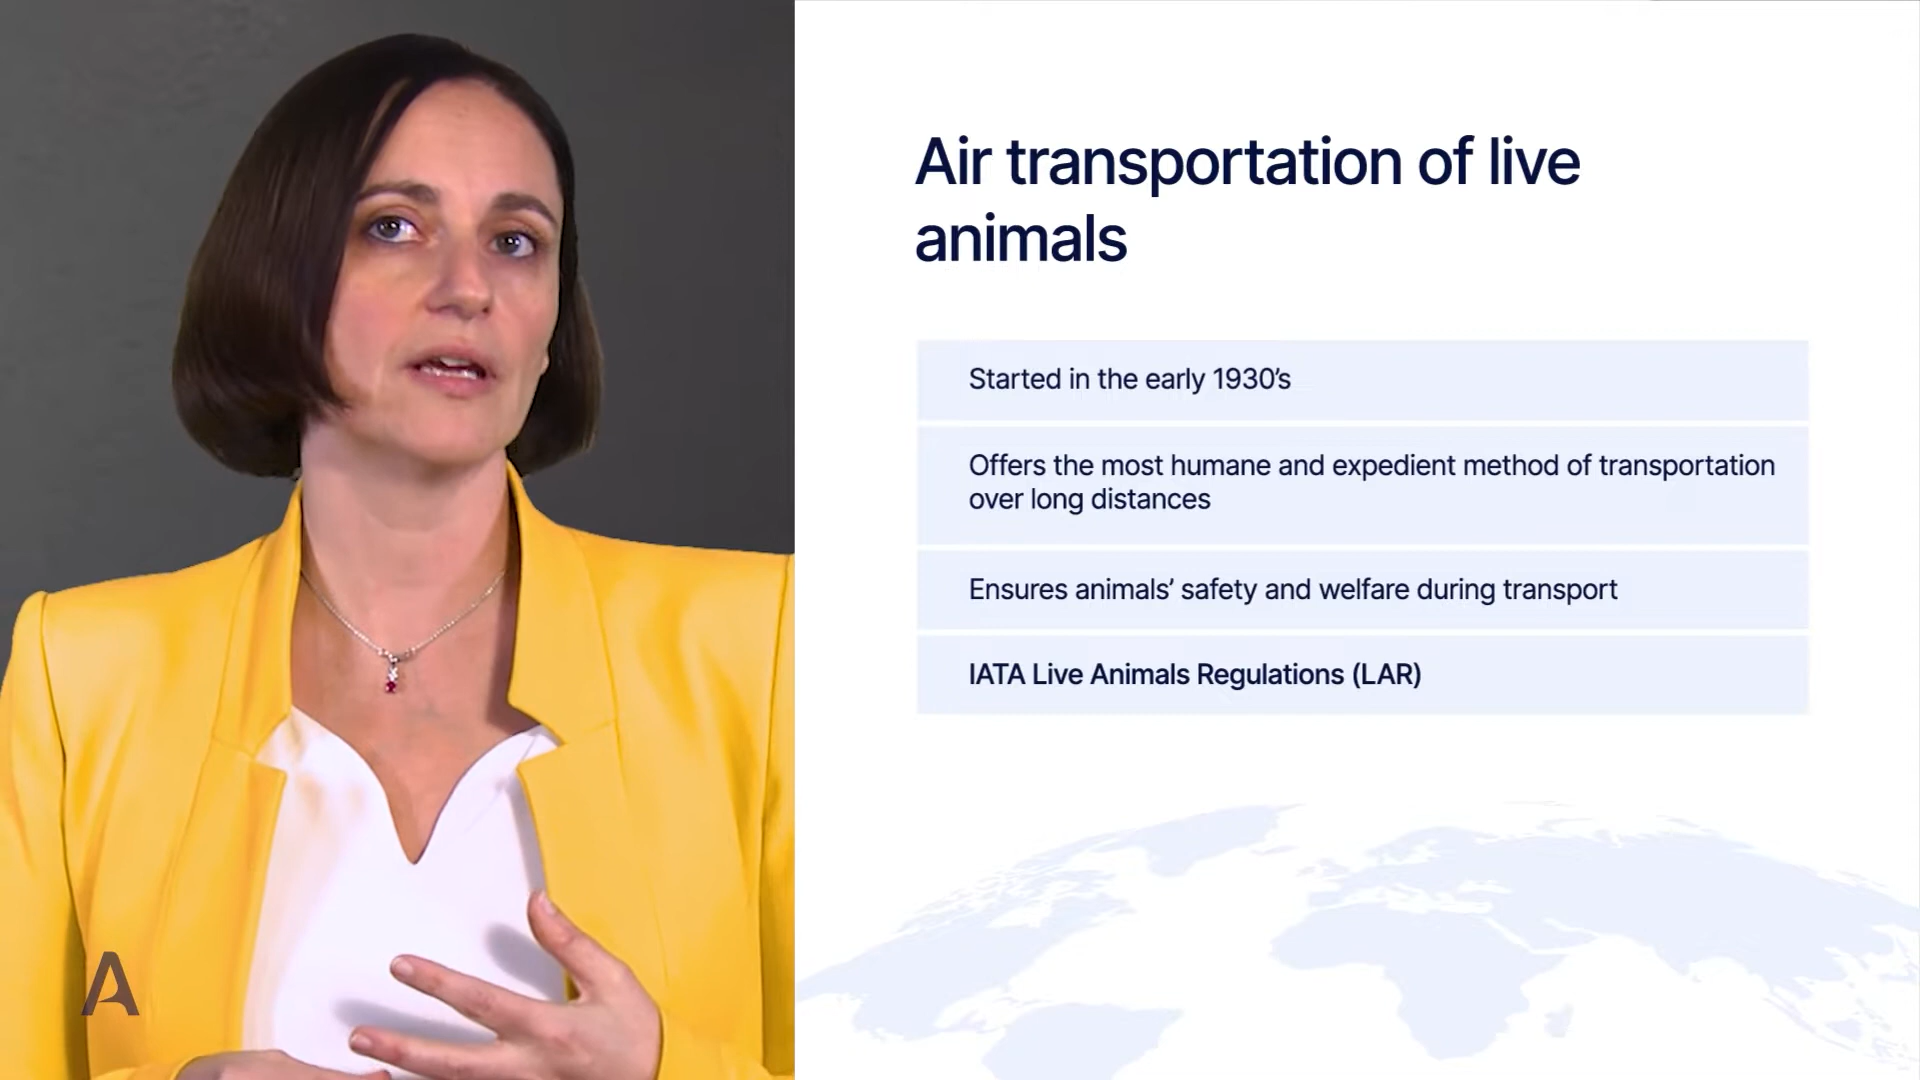 Air transportation of live
animals
Started in the early 1930’s
Offers the most humane and expedient method of transportation
over long distances
Ensures animals’ safety and welfare during transport
IATA Live Animals Regulations (LAR)
A